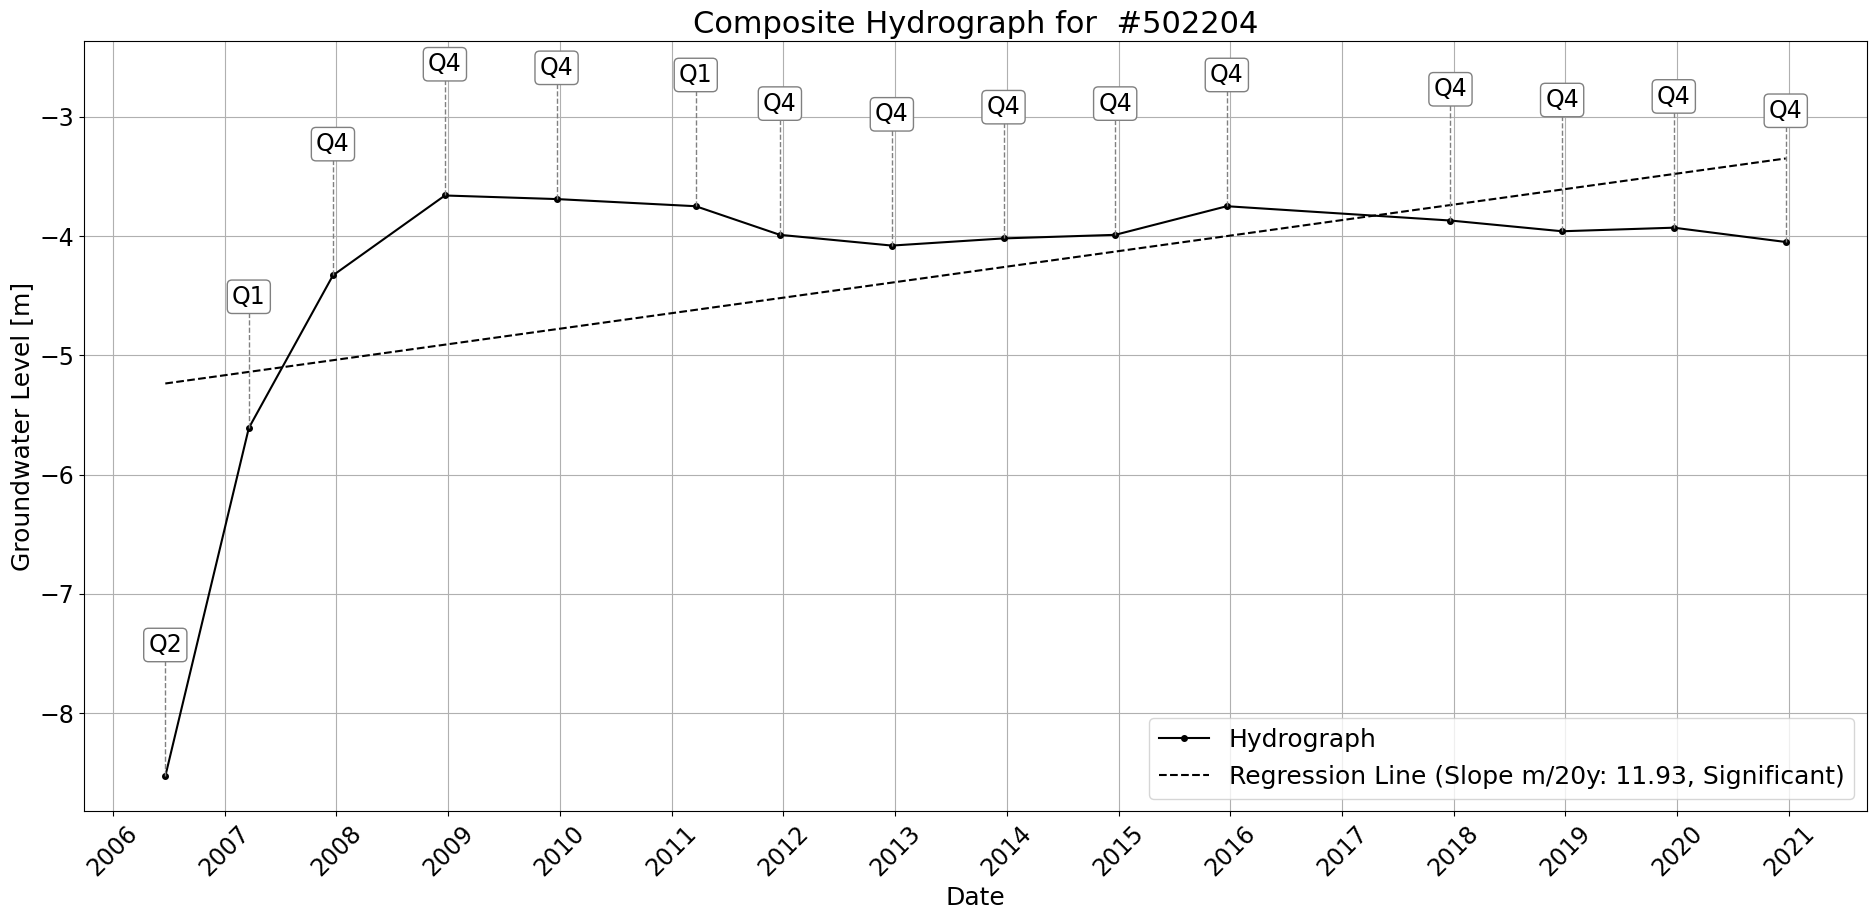 Composite Hydrograph for  #502204
Q4
Q4
Q1
Q4
Q4
Q4
Q4
Q4
Q4
Q4
Q4
Q4
Q4
Q1
Q2
−3
−4
−5
−6
−7
−8
Groundwater Level [m]
Hydrograph
Regression Line (Slope m/20y: 11.93, Significant)
2006
2007
2008
2009
2010
2011
2012
2013
2014
2015
2016
2017
2018
2019
2020
2021
Date